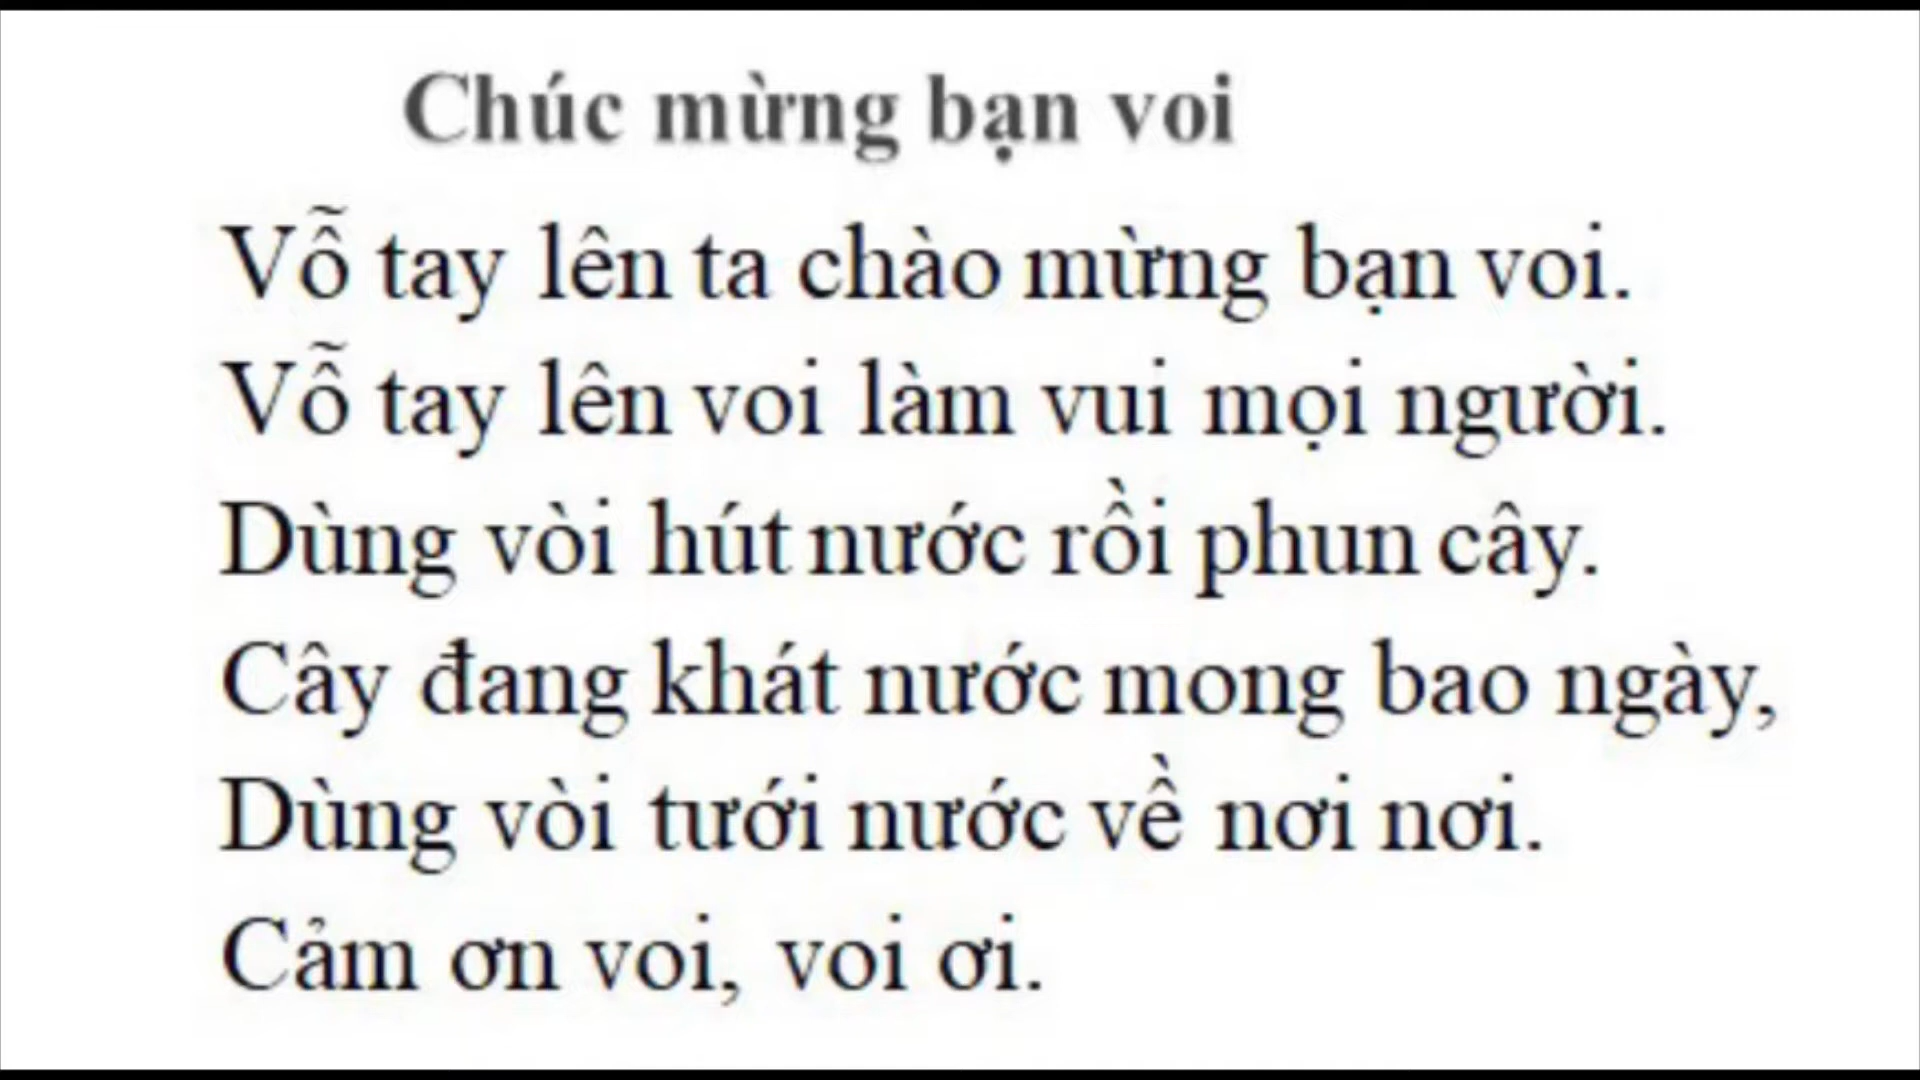 Chúc mừng bạn voi
Vỗ tay lên ta chào mừng bạn voi.
Vỗ tay lên voi làm vui mọi người.
Dùng vòi hút nước rồi phun cây.
Cây đang khát nước mong bao ngày,
Dùng vòi tưới nước về nơi nơi.
Cảm ơn voi, voi ơi.